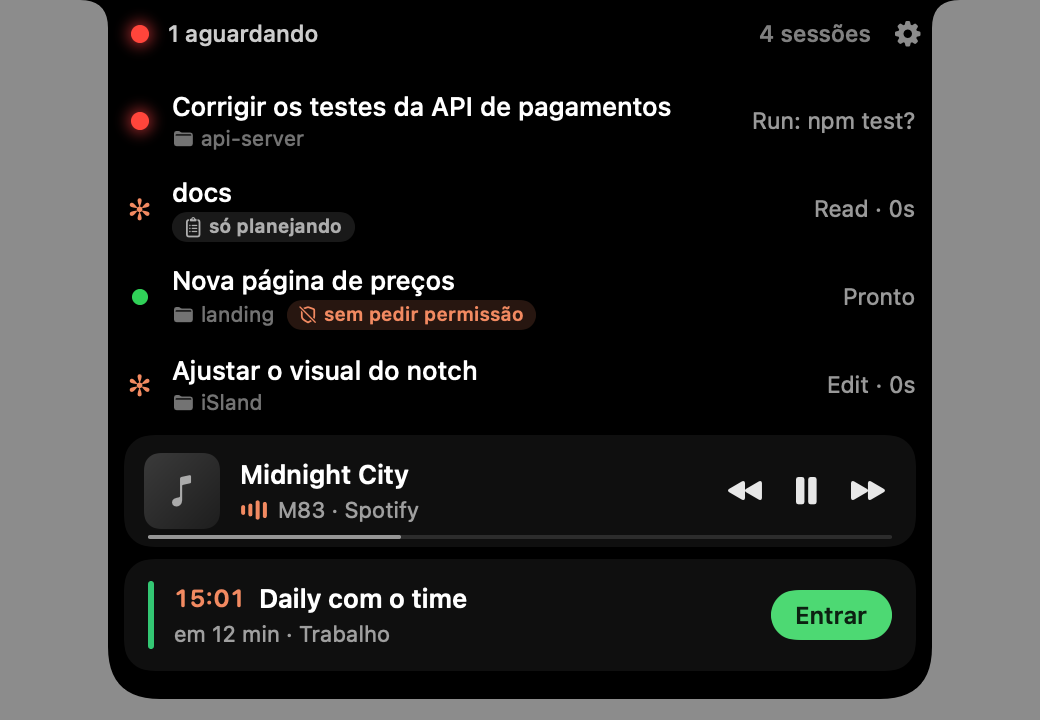 1 aguardando
4 sessões
Corrigir os testes da API de pagamentos
api-server
Run: npm test?
docs
só planejando
Read · 0s
Nova página de preços
landing
sem pedir permissão
Pronto
Ajustar o visual do notch
iSland
Edit · 0s
Midnight City
M83 · Spotify
15:01 Daily com o time
em 12 min · Trabalho
Entrar